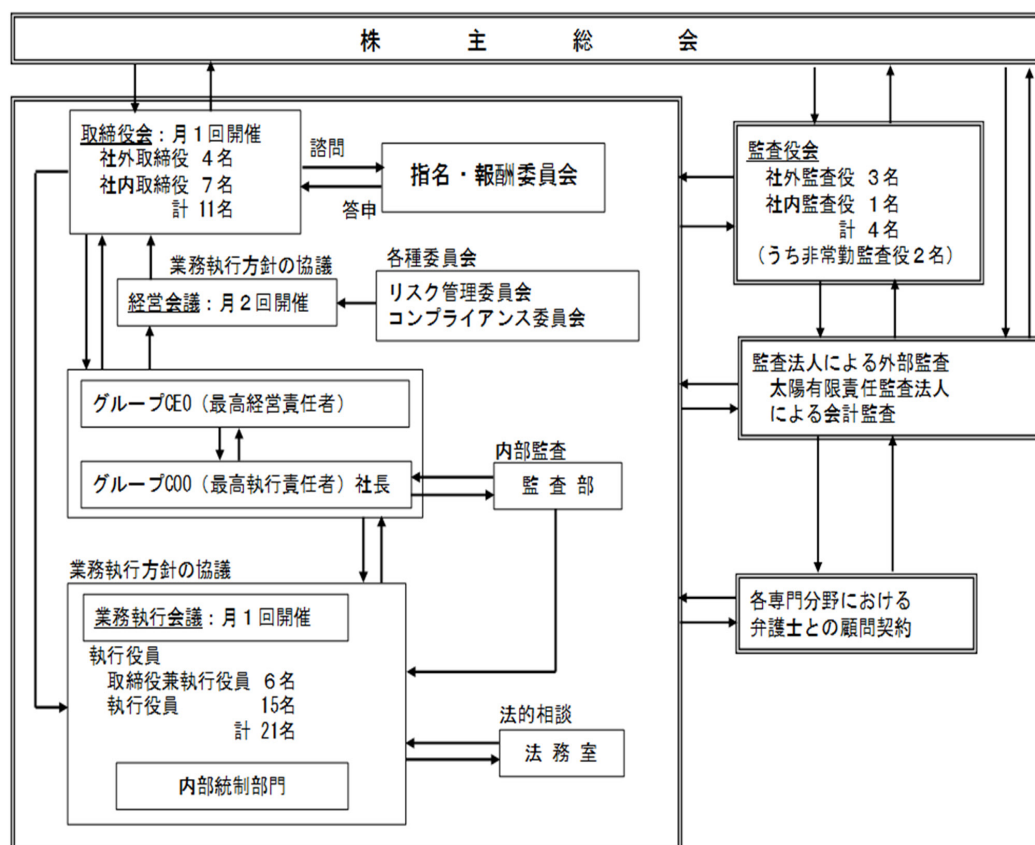 株主総会
取締役会：月１回開催
社外取締役 4名
社内取締役 7名
計 11名
諮問
答申
指名・報酬委員会
業務執行方針の協議
経営会議：月２回開催
各種委員会
リスク管理委員会
コンプライアンス委員会
グループCEO（最高経営責任者）
グループCOO（最高執行責任者）社長
内部監査
監査部
業務執行方針の協議
業務執行会議：月１回開催
執行役員
取締役兼執行役員 6名
執行役員 15名
計 21名
内部統制部門
法的相談
法務室
監査役会
社外監査役 3名
社内監査役 1名
計 4名
（うち非常勤監査役２名）
監査法人による外部監査
太陽有限責任監査法人
による会計監査
各専門分野における
弁護士との顧問契約